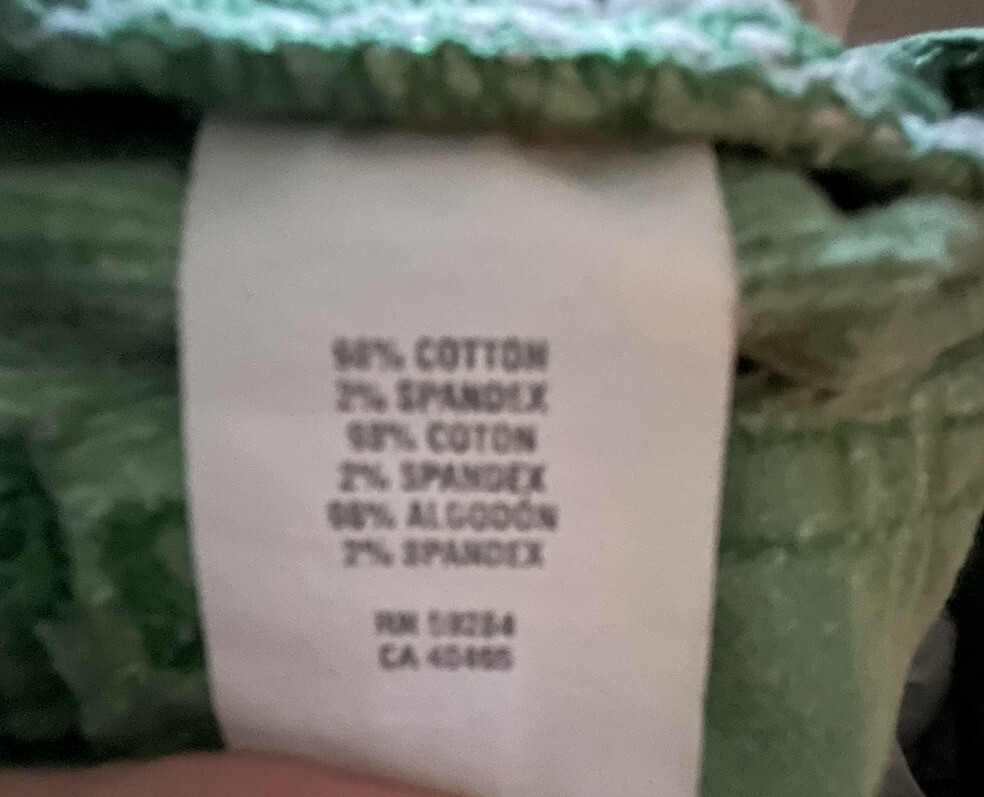 98% COTTON
2% SPANDEX
98% COTON
2% SPANDEX
98% ALGODÓN
2% SPANDEX
RN
CA